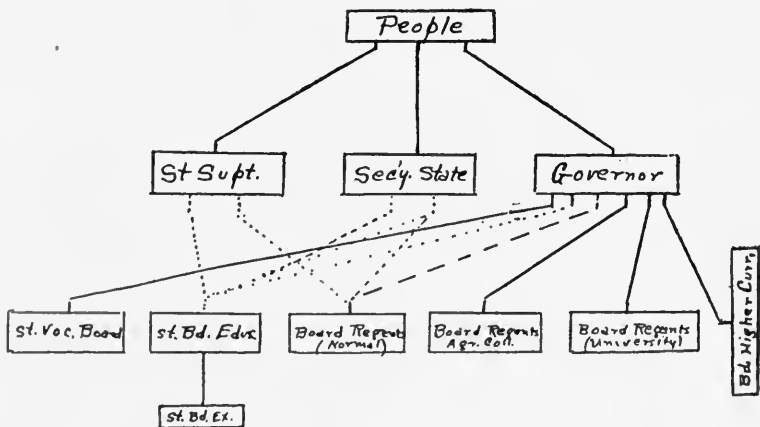 People
St Supt.
Sec'y. State
Governor
St. Voc. Board
St. Bd. Edu.
Board Regents
(Normal)
Board Regents
Agr. Coll.
Board Regents
(University)
Bd. Higher Curr.
St. Bd. Ex.